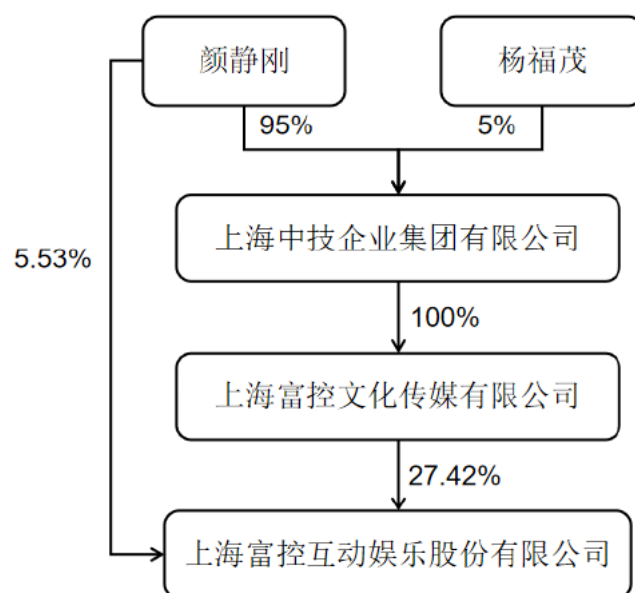 颜静刚
杨福茂
95%
5%
上海中技企业集团有限公司
5.53%
100%
上海富控文化传媒有限公司
27.42%
上海富控互动娱乐股份有限公司